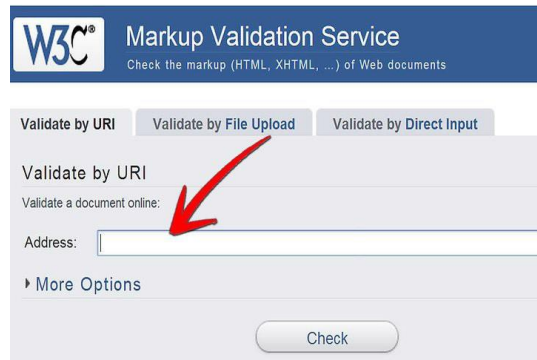 W3C® Markup Validation Service
Check the markup (HTML, XHTML, ...) of Web documents
Validate by URI Validate by File Upload Validate by Direct Input
Validate by URI
Validate a document online:
Address:
More Options
Check